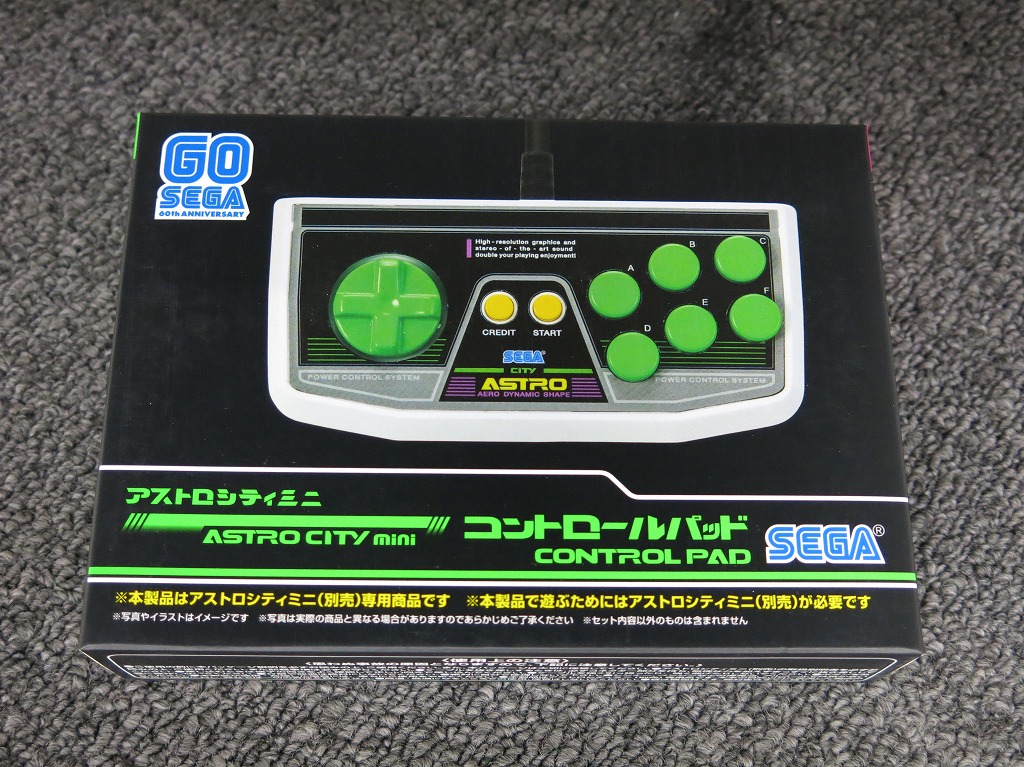 GO
SEGA
60th ANNIVERSARY
High-resolution graphics and
stereo-of-the-art sound
double your playing enjoyment!
A
B
C
D
E
F
CREDIT
START
SEGA
CITY
ASTRO
AERO DYNAMIC SHAPE
POWER CONTROL SYSTEM
POWER CONTROL SYSTEM
アストロシティミニ
ASTRO CITY mini
コントロールパッド
CONTROL PAD
SEGA®
※本製品はアストロシティミニ(別売)専用商品です ※本製品で遊ぶためにはアストロシティミニ(別売)が必要です
※写真やイラストはイメージです ※写真は実際の商品と異なる場合がありますのであらかじめご了承ください ※セット内容以外のものは含まれません